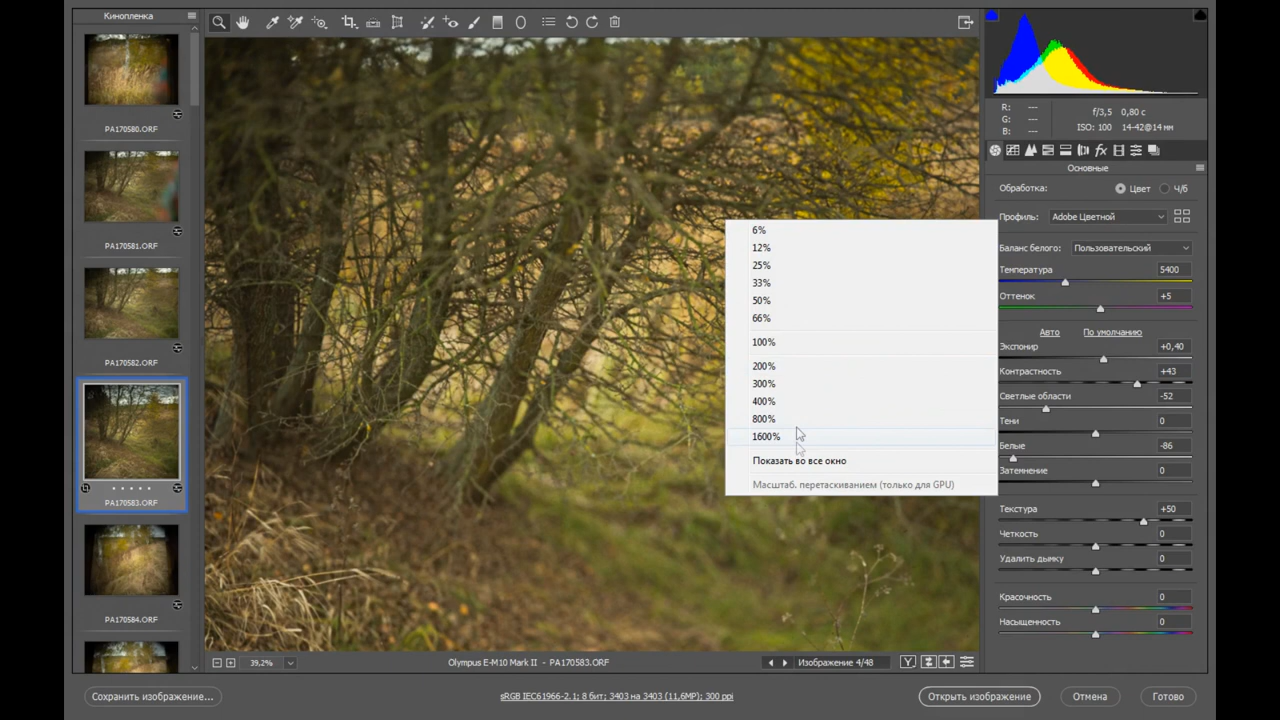 Кинопленка
PA170580.ORF
PA170581.ORF
PA170582.ORF
PA170583.ORF
PA170584.ORF
6%
12%
25%
33%
50%
66%
100%
200%
300%
400%
800%
1600%
Показать во все окно
Масштаб. перетаскиванием (только для GPU)
39,2%
Olympus E-M10 Mark II - PA170583.ORF
Изображение 4/48
Y
R: ---
G: ---
B: ---
f/3,5 0,80 с
ISO: 100 14-42@14 мм
fx
Основные
Обработка: Цвет Ч/б
Профиль: Adobe Цветной
Баланс белого: Пользовательский
Температура 5400
Оттенок +5
Авто По умолчанию
Экспонир +0,40
Контрастность +43
Светлые области -52
Тени 0
Белые -86
Затемнение 0
Текстура +50
Четкость 0
Удалить дымку 0
Красочность 0
Насыщенность 0
Сохранить изображение...
sRGB IEC61966-2.1; 8 бит; 3403 на 3403 (11,6MP); 300 ppi
Открыть изображение
Отмена
Готово